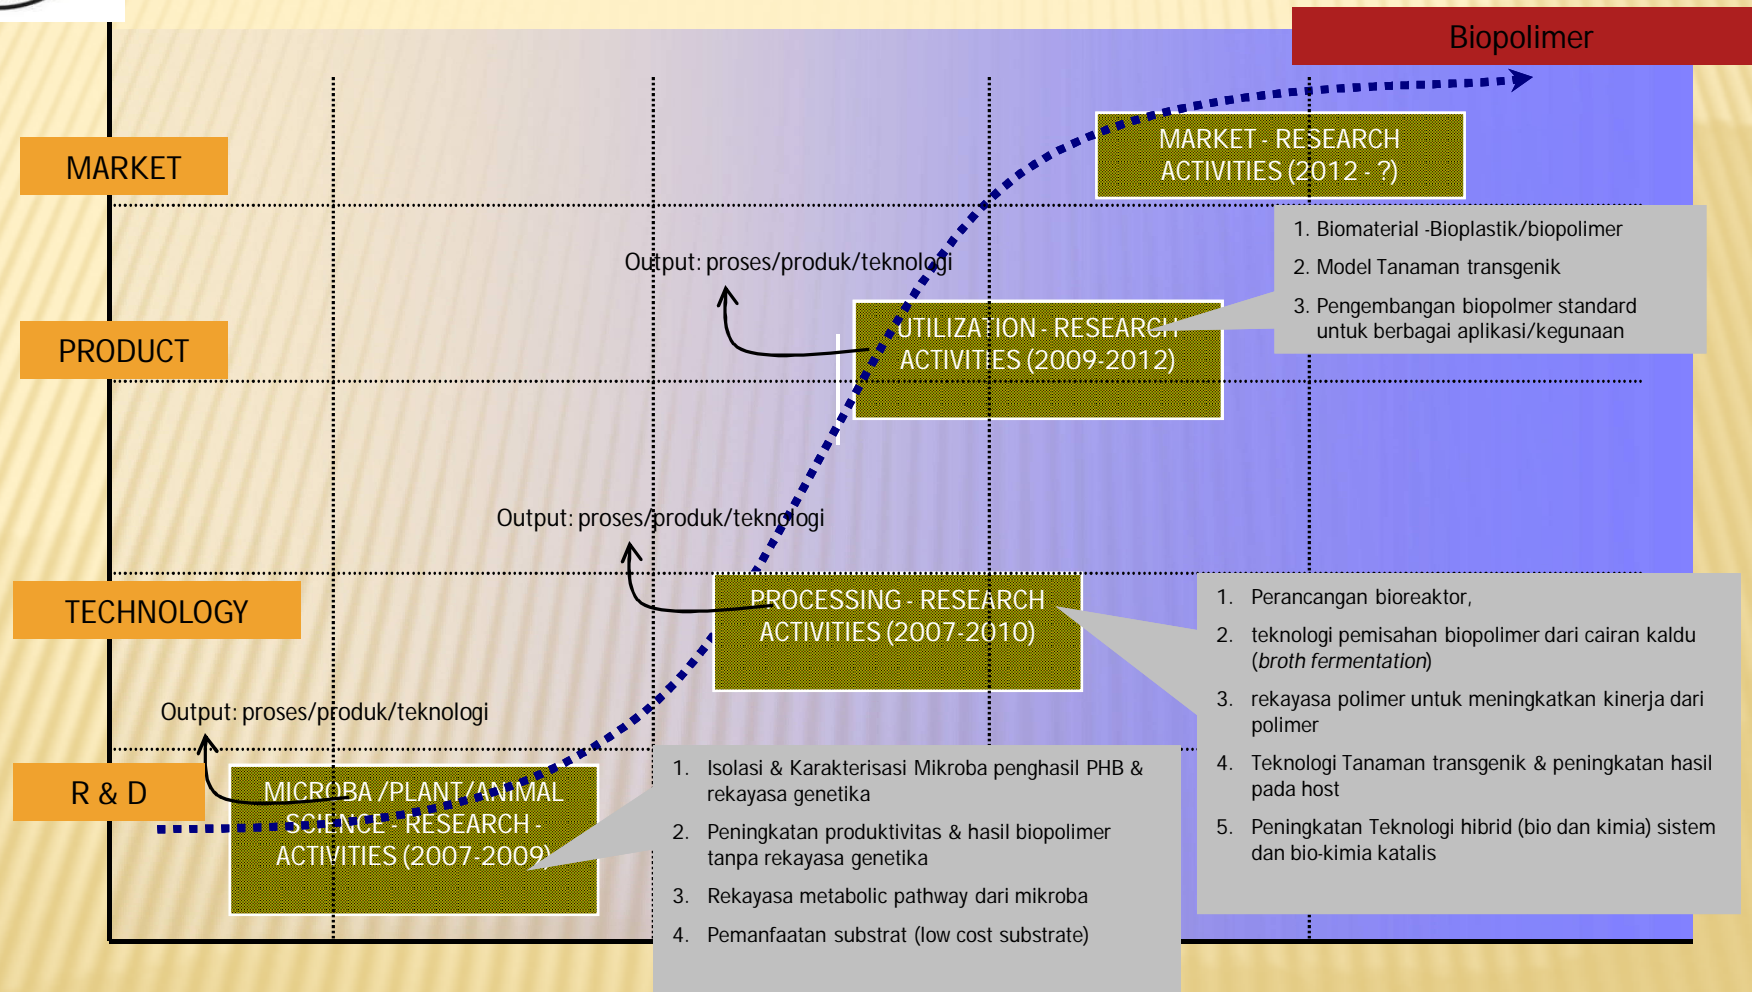 Biopolimer
MARKET
MARKET - RESEARCH
ACTIVITIES (2012 - ?)
1. Biomaterial -Bioplastik/biopolimer
2. Model Tanaman transgenik
3. Pengembangan biopolmer standard
untuk berbagai aplikasi/kegunaan
Output: proses/produk/teknologi
PRODUCT
UTILIZATION - RESEARCH
ACTIVITIES (2009-2012)
Output: proses/produk/teknologi
TECHNOLOGY
PROCESSING - RESEARCH
ACTIVITIES (2007-2010)
1. Perancangan bioreaktor,
2. teknologi pemisahan biopolimer dari cairan kaldu
(broth fermentation)
3. rekayasa polimer untuk meningkatkan kinerja dari
polimer
4. Teknologi Tanaman transgenik & peningkatan hasil
pada host
5. Peningkatan Teknologi hibrid (bio dan kimia) sistem
dan bio-kimia katalis
Output: proses/produk/teknologi
R & D
MICROBA /PLANT/ANIMAL
SCIENCE - RESEARCH -
ACTIVITIES (2007-2009)
1. Isolasi & Karakterisasi Mikroba penghasil PHB &
rekayasa genetika
2. Peningkatan produktivitas & hasil biopolimer
tanpa rekayasa genetika
3. Rekayasa metabolic pathway dari mikroba
4. Pemanfaatan substrat (low cost substrate)